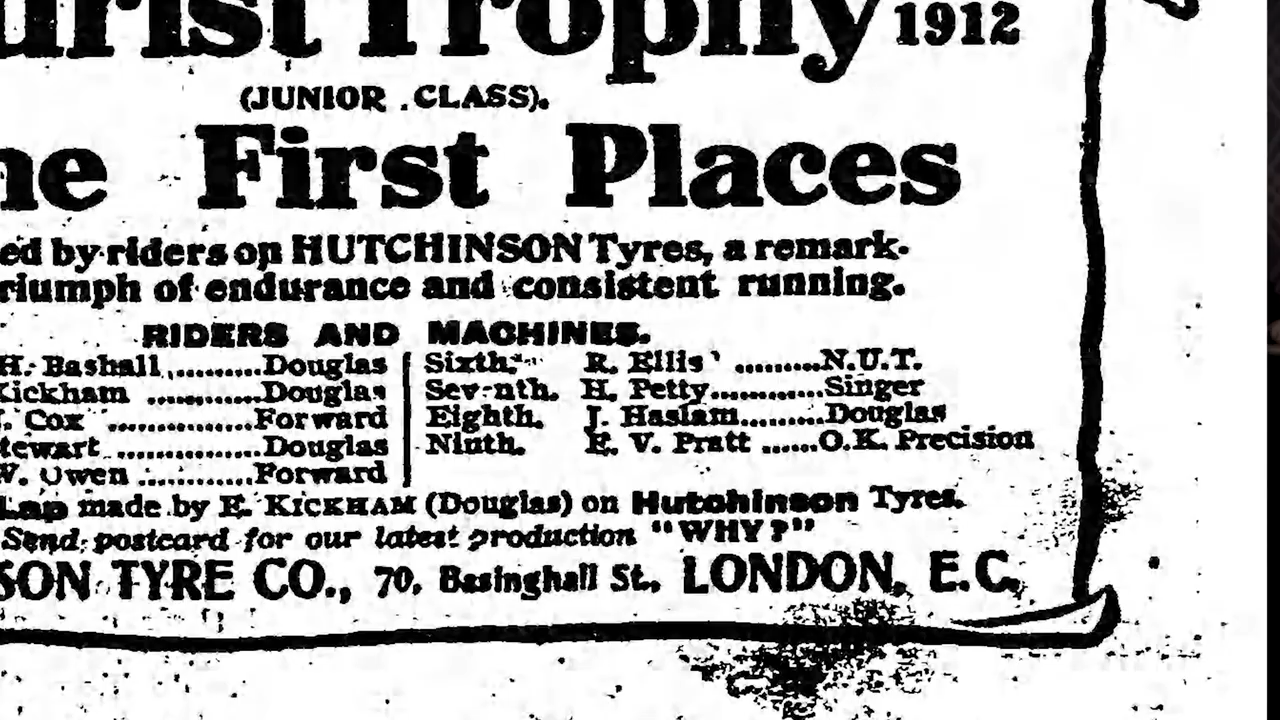 urist Trophy 1912
(JUNIOR CLASS).
ne First Places
ed by riders on HUTCHINSON Tyres, a remark-
riumph of endurance and consistent running.
RIDERS AND MACHINES.
H. Bashall...........Douglas | Sixth. R. Ellis .........N.U.T.
Kickham ............Douglas | Seventh. H. Petty............Singer
. Cox ...............Forward | Eighth. J. Haslam.........Douglas
tewart ...............Douglas | Ninth. E. V. Pratt ......O.K. Precision
W. Owen ............Forward
Lap made by E. KICKHAM (Douglas) on Hutchinson Tyres.
Send postcard for our latest production "WHY?"
SON TYRE CO., 70, Basinghall St., LONDON, E.C.